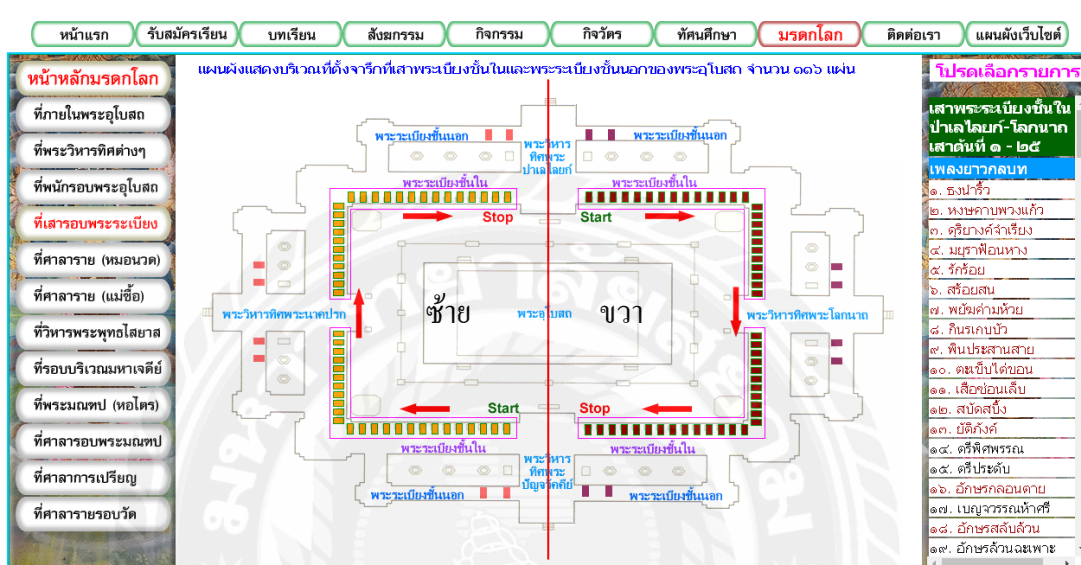 หน้าแรก
รับสมัครเรียน
บทเรียน
สังฆกรรม
กิจกรรม
กิจวัตร
ทัศนศึกษา
มรดกโลก
ติดต่อเรา
แผนผังเว็บไซต์
หน้าหลักมรดกโลก
ที่ภายในพระอุโบสถ
ที่พระวิหารทิศต่างๆ
ที่พนักรอบพระอุโบสถ
ที่เสารอบพระระเบียง
ที่ศาลาราย (หมอนวด)
ที่ศาลาราย (แม่ซื้อ)
ที่วิหารพระพุทธไสยาส
ที่รอบบริเวณมหาเจดีย์
ที่พระมณฑป (หอไตร)
ที่ศาลารอบพระมณฑป
ที่ศาลาการเปรียญ
ที่ศาลารายรอบวัด
แผนผังแสดงบริเวณที่ตั้งจารึกที่เสาพระเบียงชั้นในและพระระเบียงชั้นนอกของพระอุโบสถ จำนวน ๑๑๖ แผ่น
พระระเบียงชั้นนอก
พระวิหาร
ทิศพระ
ปาเลไลยก์
พระระเบียงชั้นนอก
พระระเบียงชั้นใน
พระระเบียงชั้นใน
Stop
Start
พระวิหารทิศพระนาคปรก
ซ้าย
พระอุโบสถ
ขวา
พระวิหารทิศพระโลกนาถ
Start
Stop
พระระเบียงชั้นใน
พระระเบียงชั้นใน
พระวิหาร
ทิศพระ
ปัญจวัคคีย์
พระระเบียงชั้นนอก
พระระเบียงชั้นนอก
โปรดเลือกรายการ
เสาพระระเบียงชั้นใน
ปาเลไลยก์-โลกนาถ
เสาต้นที่ ๑ - ๒๕
เพลงยาวกลบท
๑. ธงนำริ้ว
๒. หงษคาบพวงแก้ว
๓. ดุริยางค์จำเรียง
๔. มยุราฟ้อนหาง
๕. รักร้อย
๖. สร้อยสน
๗. พยัฆค่ามห้วย
๘. กินรเกบบัว
๙. พินประสานสาย
๑๐. ตะเข็บไต่ขอน
๑๑. เสือซ่อนเล็บ
๑๒. สบัดสบิ้ง
๑๓. ยัติภังค์
๑๔. ตรีพิศพรรณ
๑๕. ตรีประดับ
๑๖. อักษรกลอนตาย
๑๗. เบญจวรรณห้าศรี
๑๘. อักษรสลับล้วน
๑๙. อักษรล้วนฉะเพาะ